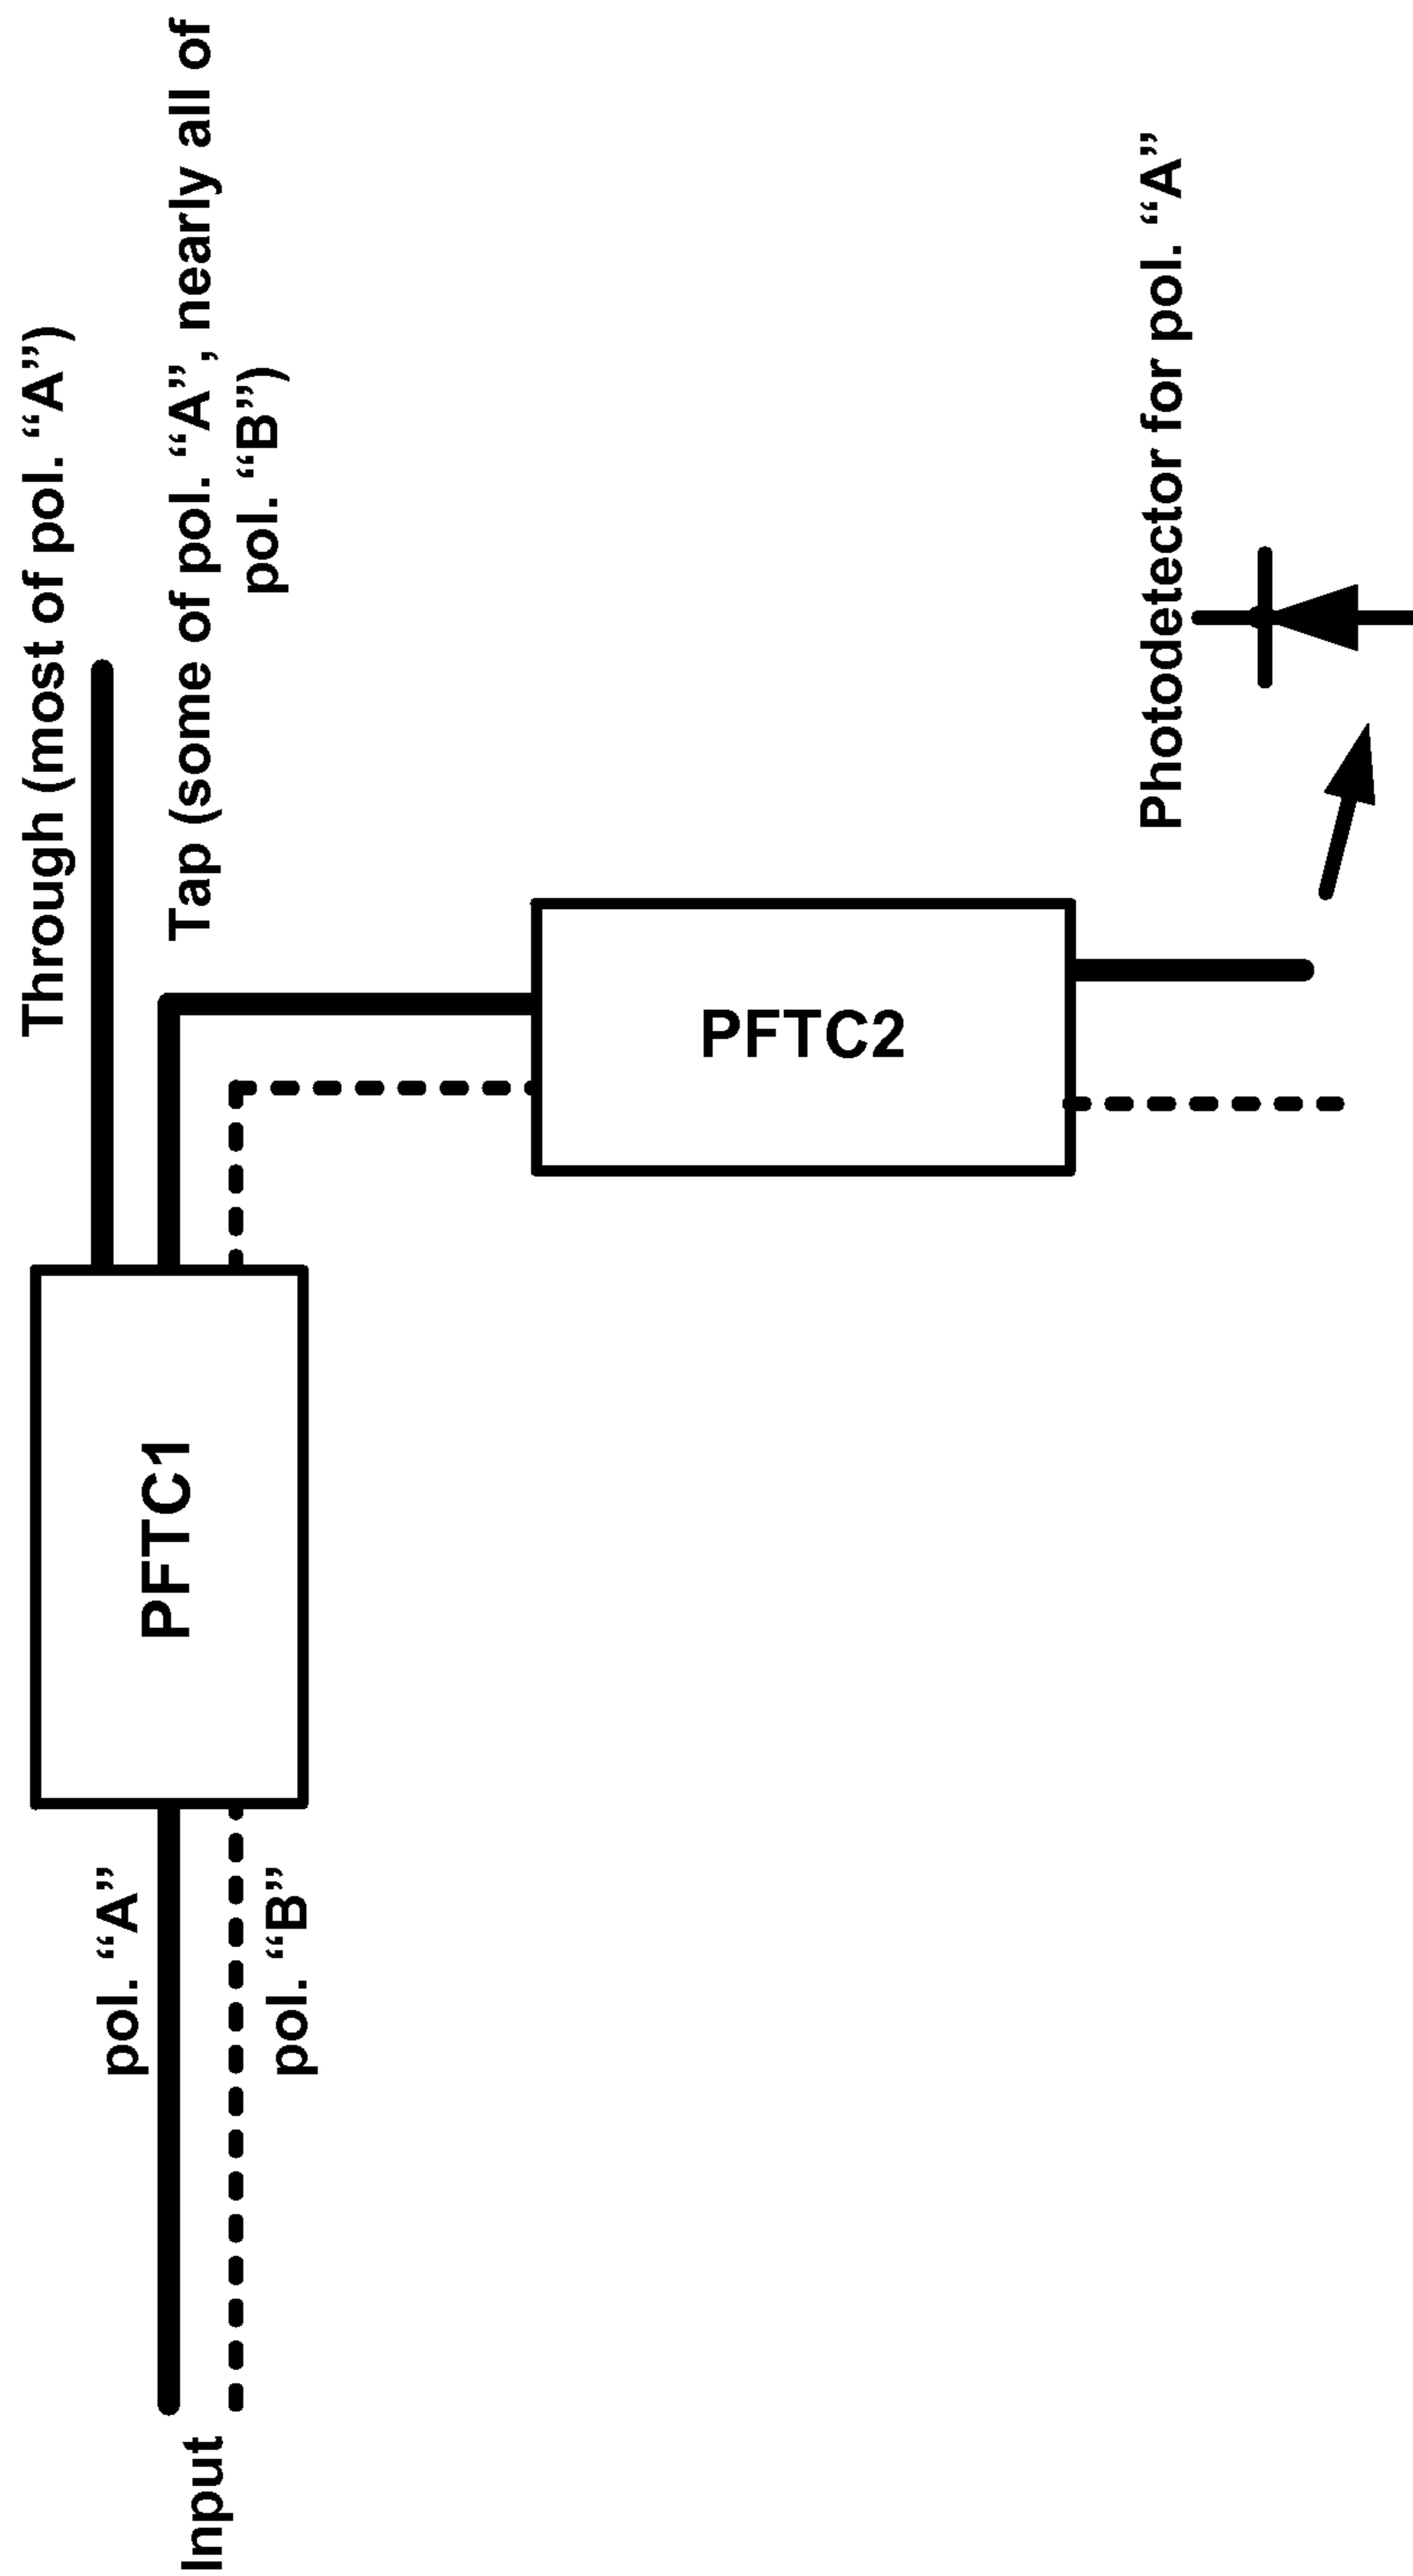 Through (most of pol. “A”)
Tap (some of pol. “A”, nearly all of
pol. “B”)
pol. “A”
PFTC1
Input
pol. “B”
PFTC2
Photodetector for pol. “A”